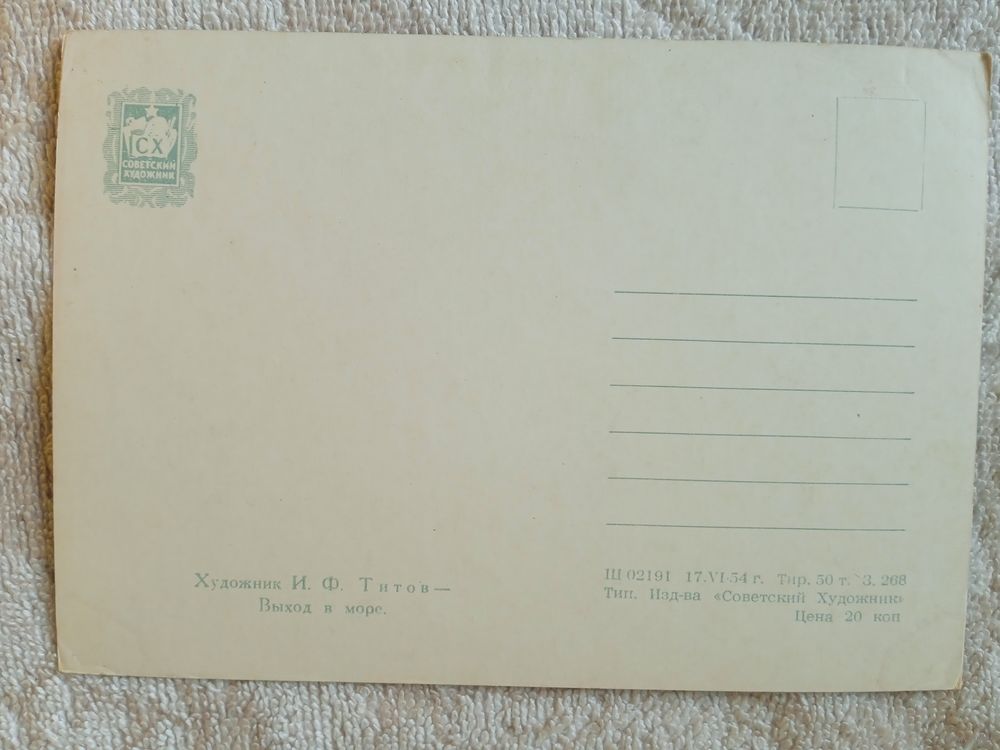 СХ
СОВЕТСКИЙ
ХУДОЖНИК
Художник И. Ф. Титов—
Выход в море.
Ш 02191 17.VI-54 г. Тир. 50 т. З. 268
Тип. Изд-ва «Советский Художник»
Цена 20 коп